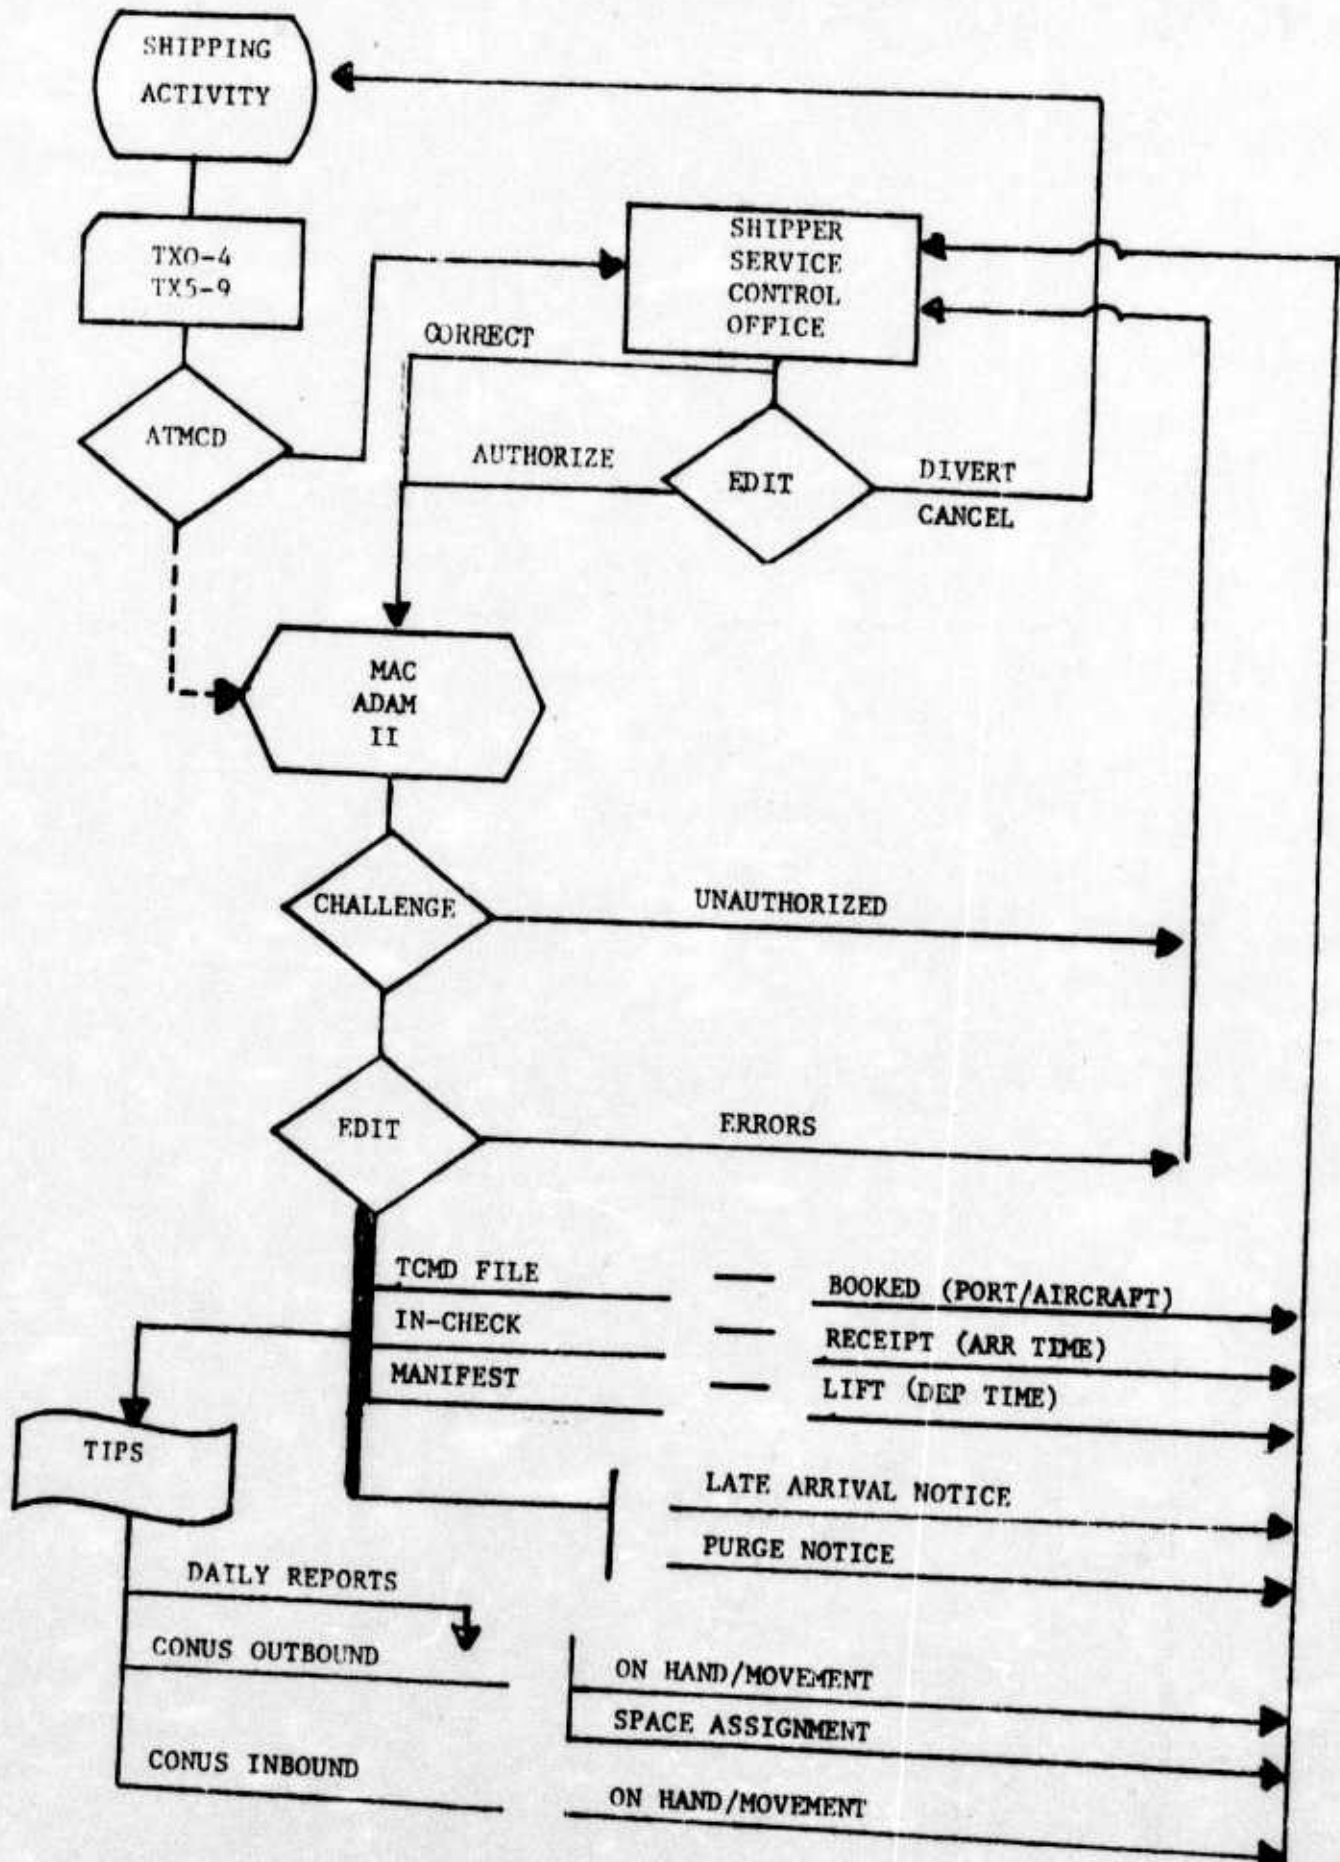 SHIPPING
ACTIVITY
TX0-4
TX5-9
ATMCD
SHIPPER
SERVICE
CONTROL
OFFICE
CORRECT
AUTHORIZE
EDIT
DIVERT
CANCEL
MAC
ADAM
II
CHALLENGE
UNAUTHORIZED
EDIT
ERRORS
TCMD FILE — BOOKED (PORT/AIRCRAFT)
IN-CHECK — RECEIPT (ARR TIME)
MANIFEST — LIFT (DEP TIME)
TIPS
LATE ARRIVAL NOTICE
PURGE NOTICE
DAILY REPORTS
CONUS OUTBOUND
ON HAND/MOVEMENT
SPACE ASSIGNMENT
CONUS INBOUND
ON HAND/MOVEMENT